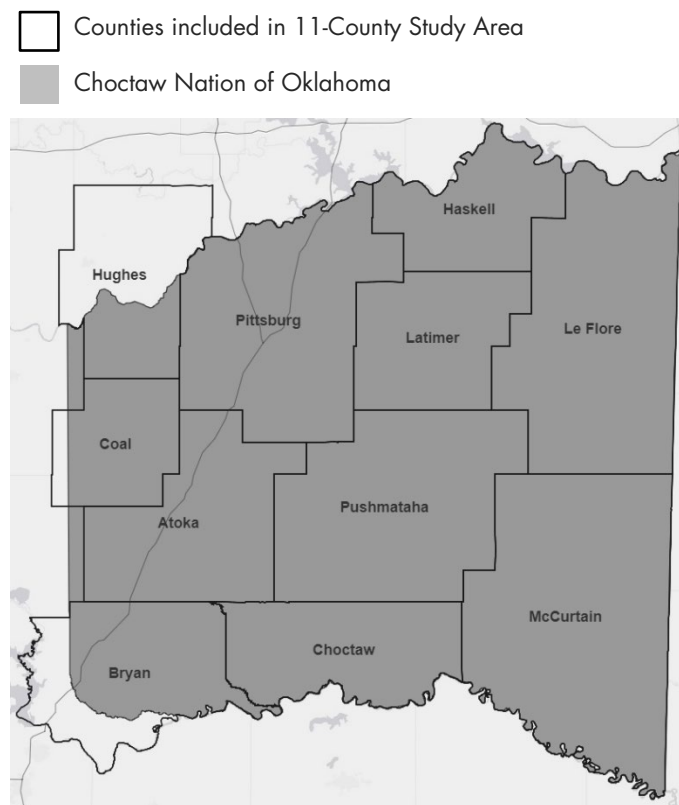 Counties included in 11-County Study Area
Choctaw Nation of Oklahoma
Haskell
Hughes
Pittsburg
Le Flore
Latimer
Coal
Pushmataha
Atoka
McCurtain
Choctaw
Bryan